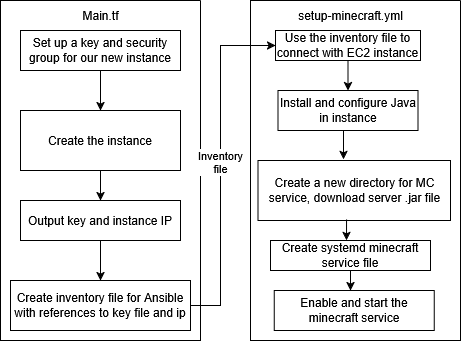 Main.tf
Set up a key and security
group for our new instance
Create the instance
Output key and instance IP
Create inventory file for Ansible
with references to key file and ip
Inventory
file
setup-minecraft.yml
Use the inventory file to
connect with EC2 instance
Install and configure Java
in instance
Create a new directory for MC
service, download server .jar file
Create systemd minecraft
service file
Enable and start the
minecraft service